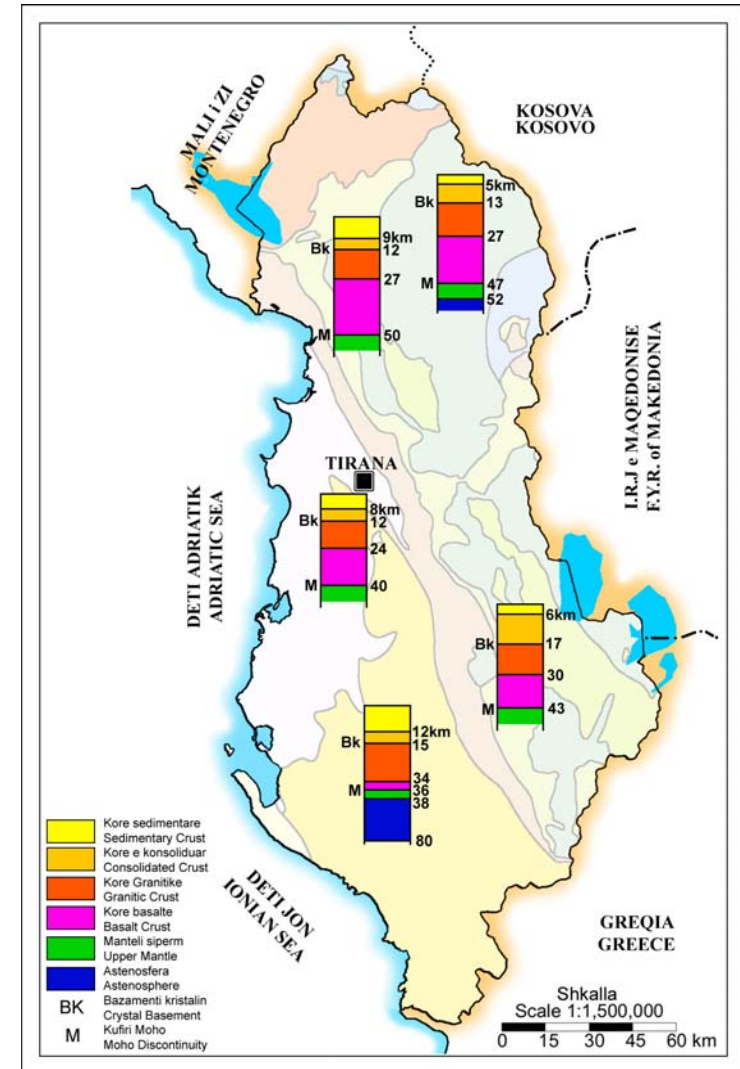 MALI i ZI
MONTENEGRO
KOSOVA
KOSOVO
5km
Bk
13
27
M
47
52
9km
Bk
12
27
M
50
I.R.J e MAQEDONISE
F.Y.R. of MAKEDONIA
TIRANA
8km
Bk
12
24
M
40
DETI ADRIATIK
ADRIATIC SEA
6km
Bk
17
30
M
43
12km
Bk
15
34
M
36
38
80
DETI JON
IONIAN SEA
GREQIA
GREECE
Kore sedimentare
Sedimentary Crust
Kore e konsoliduar
Consolidated Crust
Kore Granitike
Granitic Crust
Kore basalte
Basalt Crust
Manteli siperm
Upper Mantle
Astenosfera
Astenosphere
BK
Bazamenti kristalin
Crystal Basement
M
Kufiri Moho
Moho Discontinuity
Shkalla
Scale 1:1,500,000
0 15 30 45 60 km